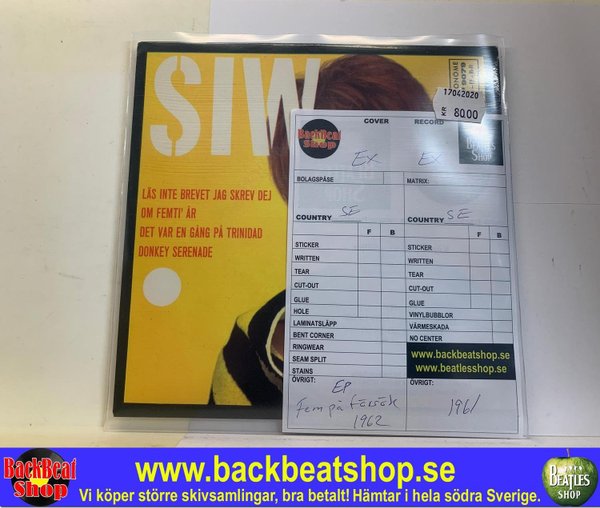 SIW
LÄS INTE BREVET JAG SKREV DEJ
OM FEMTI' ÅR
DET VAR EN GÅNG PÅ TRINIDAD
DONKEY SERENADE
17042020
KR 80.00
COVER RECORD
BackBeat Shop
BEATLES SHOP
Ex Ex
BOLAGSPÅSE MATRIX:
COUNTRY SE COUNTRY SE
F B F B
STICKER STICKER
WRITTEN WRITTEN
TEAR TEAR
CUT-OUT CUT-OUT
GLUE GLUE
HOLE VINYLBUBBLOR
LAMINATSLÄPP VÄRMESKADA
BENT CORNER NO CENTER
RINGWEAR
SEAM SPLIT
STAINS
www.backbeatshop.se
www.beatlesshop.se
ÖVRIGT: ÖVRIGT:
EP
Fem på försök
1962
1961
BackBeat Shop
www.backbeatshop.se
Vi köper större skivsamlingar, bra betalt! Hämtar i hela södra Sverige.
BEATLES SHOP